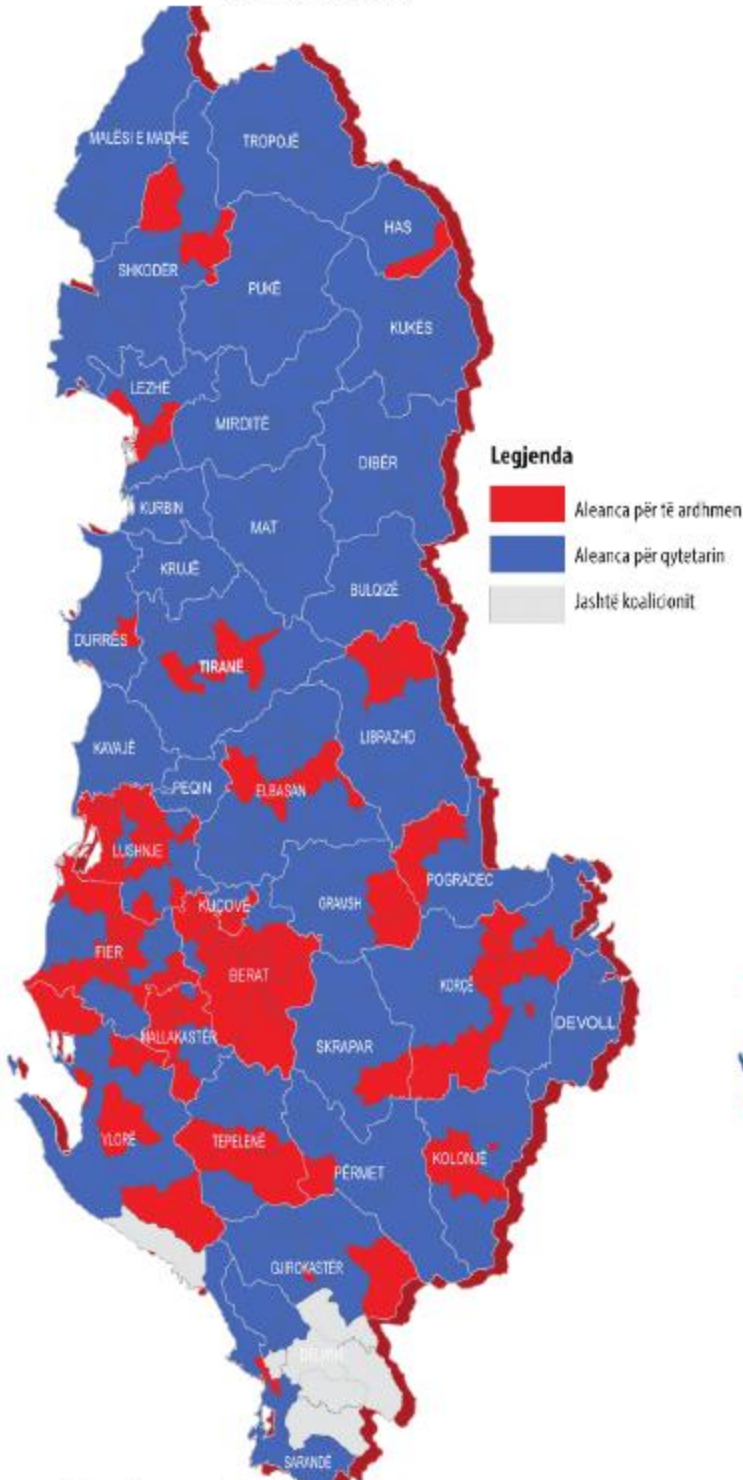 MALËSI E MADHE
TROPOJË
HAS
SHKODËR
PUKË
KUKËS
LEZHË
MIRDITË
DIBËR
KURBIN
MAT
KRUJË
BULQIZË
DURRËS
TIRANË
LIBRAZHD
KAVAJË
PEQIN
ELBASAN
LUSHNJE
POGRADEC
KUÇOVË
GRAMSH
FIER
BERAT
KORÇË
DEVOLL
MALLAKASTËR
SKRAPAR
VLORË
TEPELENË
PËRMET
KOLONJË
GJIROKASTËR
DELVINË
SARANDË
Legjenda
Aleanca për të ardhmen
Aleanca për qytetarin
Jashtë koalicionit